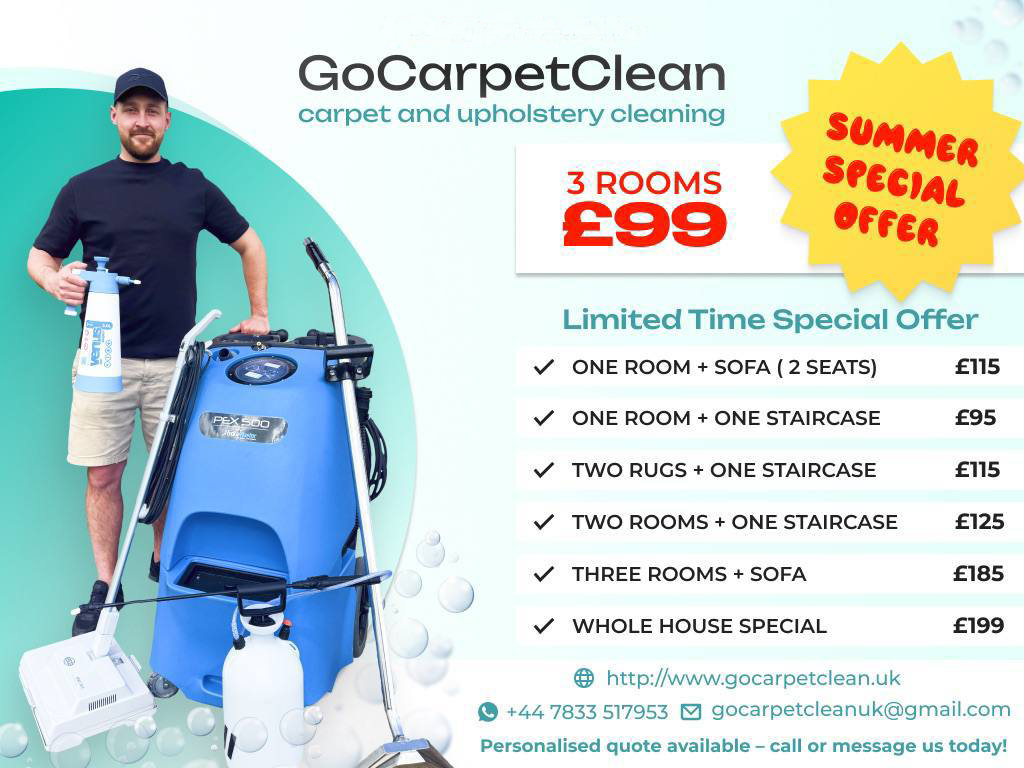 GoCarpetClean
carpet and upholstery cleaning
3 ROOMS
£99
SUMMER
SPECIAL
OFFER
Limited Time Special Offer
ONE ROOM + SOFA ( 2 SEATS) £115
ONE ROOM + ONE STAIRCASE £95
TWO RUGS + ONE STAIRCASE £115
TWO ROOMS + ONE STAIRCASE £125
THREE ROOMS + SOFA £185
WHOLE HOUSE SPECIAL £199
http://www.gocarpetclean.uk
+44 7833 517953 gocarpetcleanuk@gmail.com
Personalised quote available – call or message us today!
venus
PEX 500